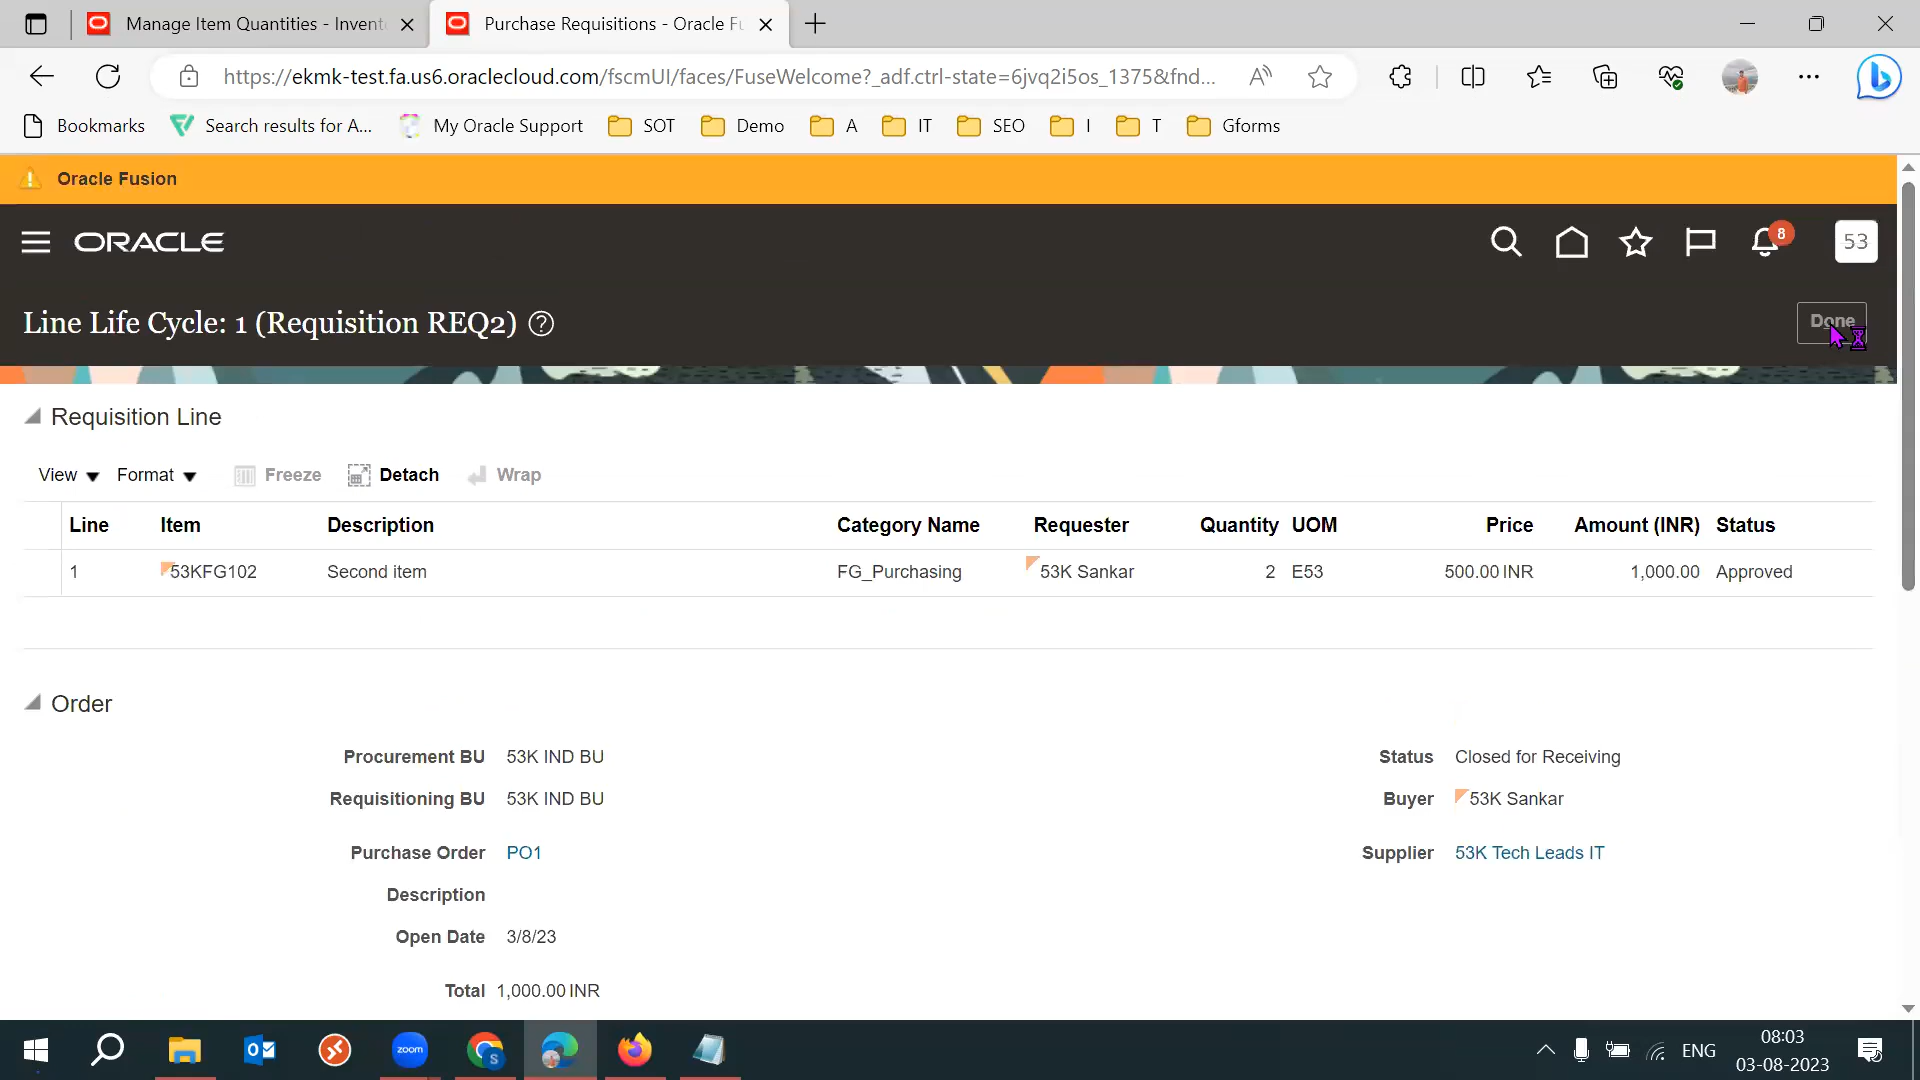 Manage Item Quantities - Invent
Purchase Requisitions - Oracle Fu
https://ekmk-test.fa.us6.oraclecloud.com/fscmUI/faces/FuseWelcome?_adf.ctrl-state=6jvq2i5os_1375&fnd...
Bookmarks
Search results for A...
My Oracle Support
SOT
Demo
A
IT
SEO
I
T
Gforms
Oracle Fusion
ORACLE
8
53
Line Life Cycle: 1 (Requisition REQ2)
Done
Requisition Line
View Format Freeze Detach Wrap
Line Item Description Category Name Requester Quantity UOM Price Amount (INR) Status
1 53KFG102 Second item FG_Purchasing 53K Sankar 2 E53 500.00 INR 1,000.00 Approved
Order
Procurement BU 53K IND BU
Status Closed for Receiving
Requisitioning BU 53K IND BU
Buyer 53K Sankar
Purchase Order PO1
Supplier 53K Tech Leads IT
Description
Open Date 3/8/23
Total 1,000.00 INR
zoom
S
ENG
08:03
03-08-2023